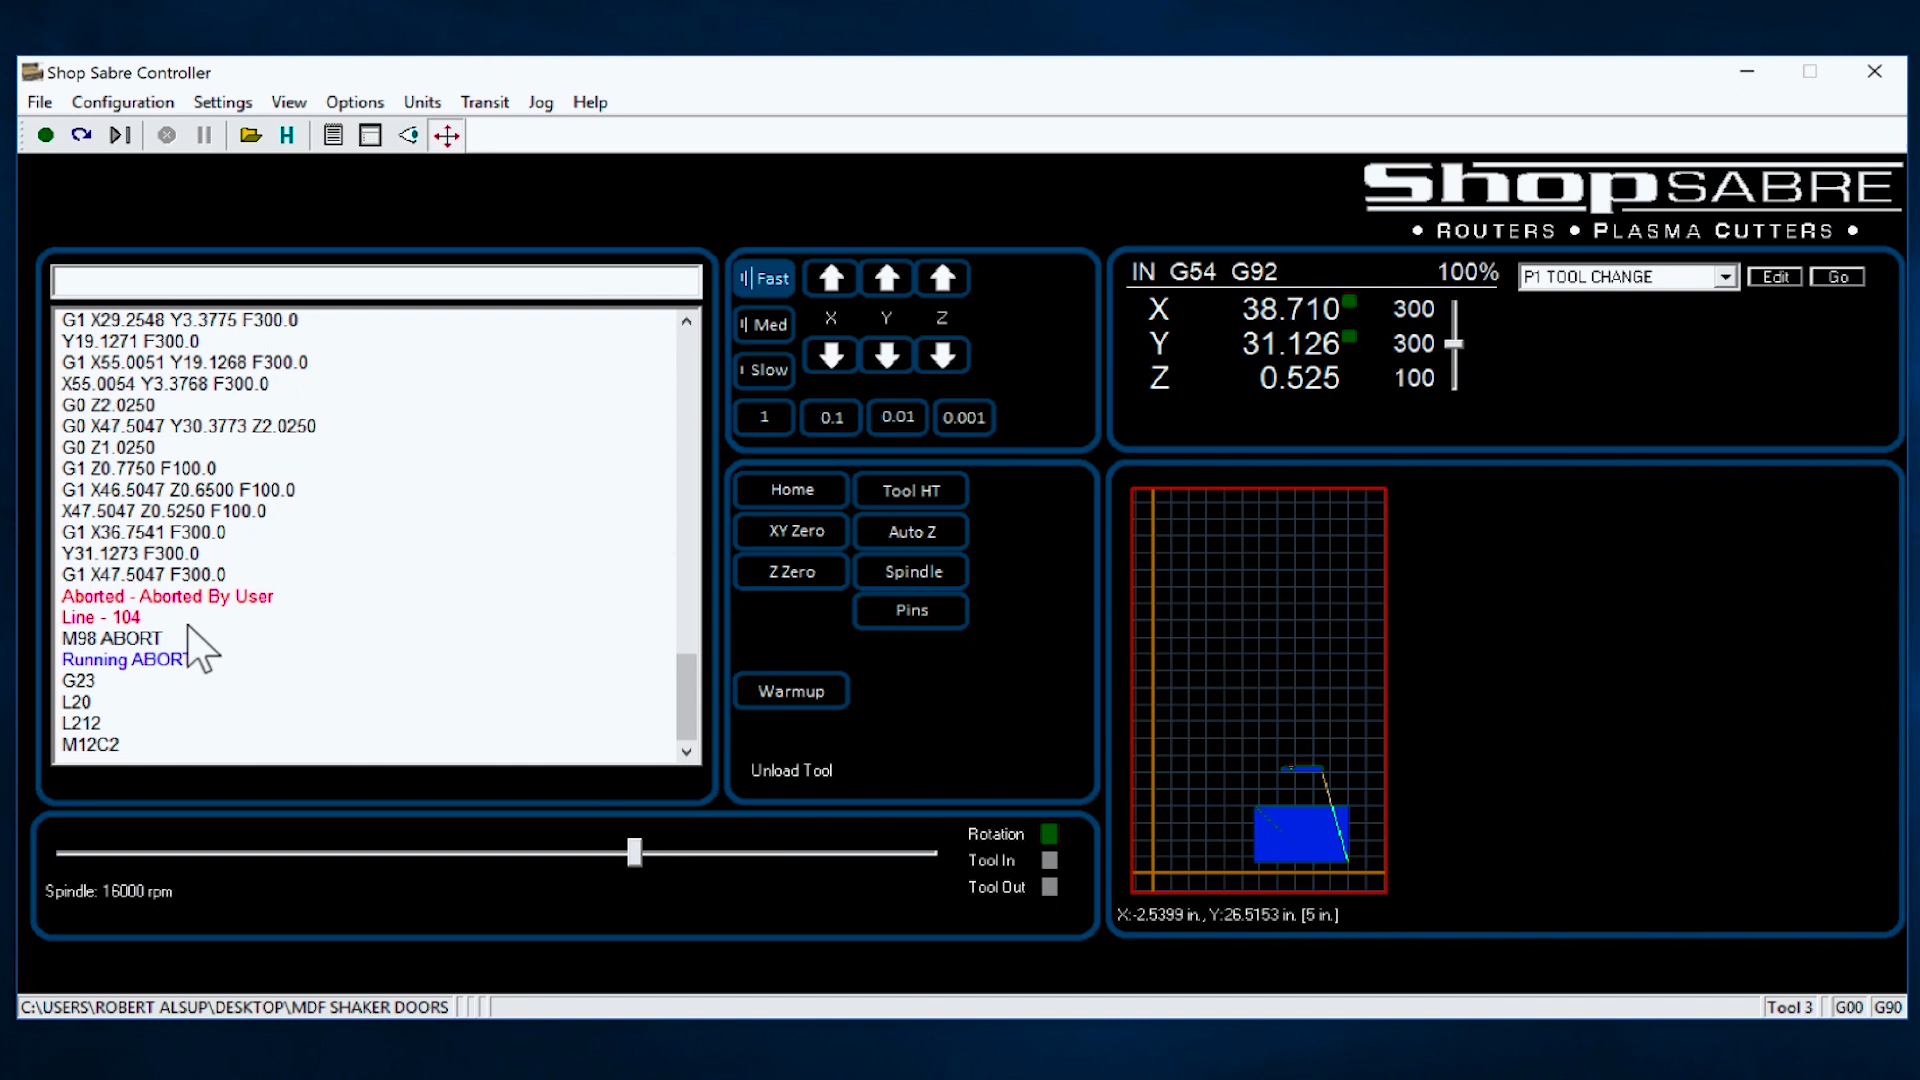 Shop Sabre Controller
File Configuration Settings View Options Units Transit Jog Help
H
ShopSABRE
• ROUTERS • PLASMA CUTTERS •
G1 X29.2548 Y3.3775 F300.0
Y19.1271 F300.0
G1 X55.0051 Y19.1268 F300.0
X55.0054 Y3.3768 F300.0
G0 Z2.0250
G0 X47.5047 Y30.3773 Z2.0250
G0 Z1.0250
G1 Z0.7750 F100.0
G1 X46.5047 Z0.6500 F100.0
X47.5047 Z0.5250 F100.0
G1 X36.7541 F300.0
Y31.1273 F300.0
G1 X47.5047 F300.0
Aborted - Aborted By User
Line - 104
M98 ABORT
Running ABORT
G23
L20
L212
M12C2
Fast
Med
Slow
X Y Z
1 0.1 0.01 0.001
Home Tool HT
XY Zero Auto Z
Z Zero Spindle
Pins
Warmup
Unload Tool
IN G54 G92 100%
X 38.710 300
Y 31.126 300
Z 0.525 100
P1 TOOL CHANGE Edit Go
X:-2.5399 in., Y:26.5153 in. [5 in.]
Spindle: 16000 rpm
Rotation
Tool In
Tool Out
C:\USERS\ROBERT ALSUP\DESKTOP\MDF SHAKER DOORS
Tool 3 G00 G90